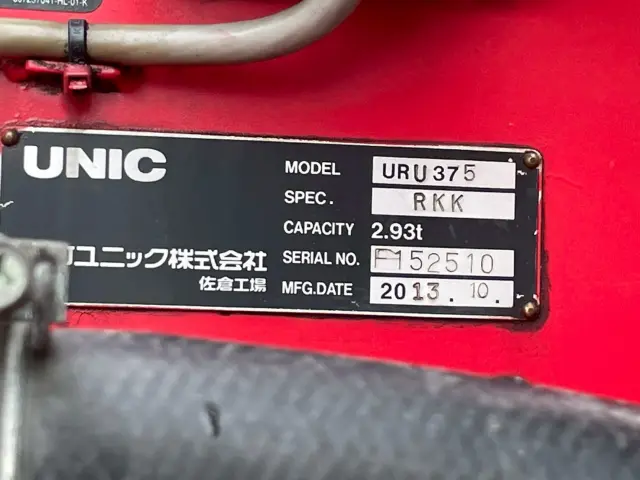 UNIC
MODEL URU375
SPEC. RKK
CAPACITY 2.93t
ユニック株式会社
SERIAL NO. F152510
佐倉工場
MFG.DATE 2013.10.